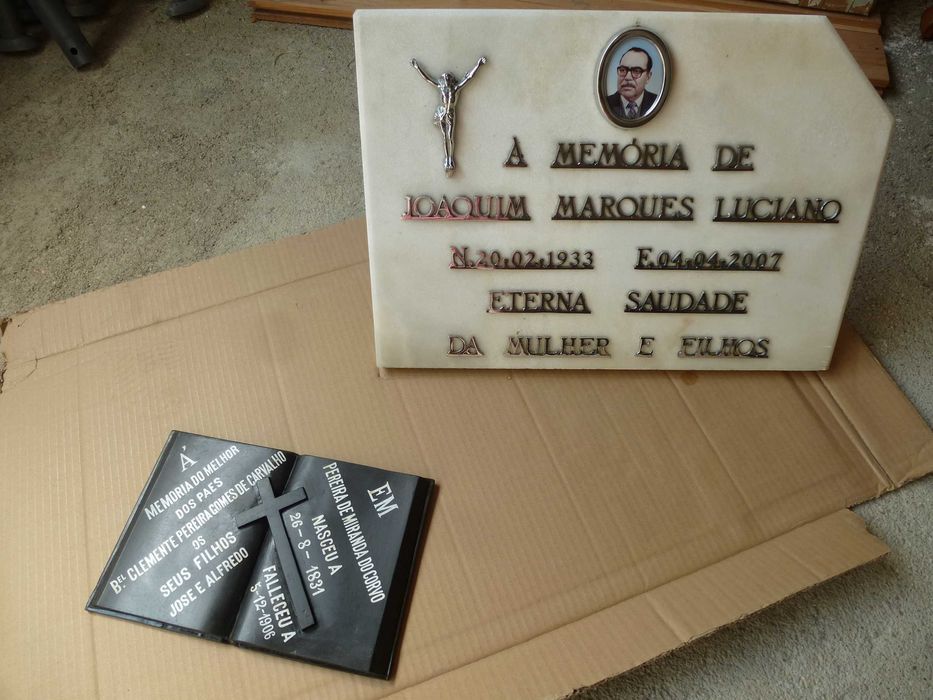 À MEMÓRIA DE
JOAQUIM MARQUES LUCIANO
N.20.02.1933 F.04.04.2007
ETERNA SAUDADE
DA MULHER E FILHOS
Á
MEMORIA DO MELHOR
DOS PAES
B.EL CLEMENTE PEREIRA GOMES DE CARVALHO
OS
SEUS FILHOS
JOSE E ALFREDO
EM
PEREIRA DE MIRANDA DO CORVO
NASCEU A
26-8-1831
FALLECEU A
5-12-1906